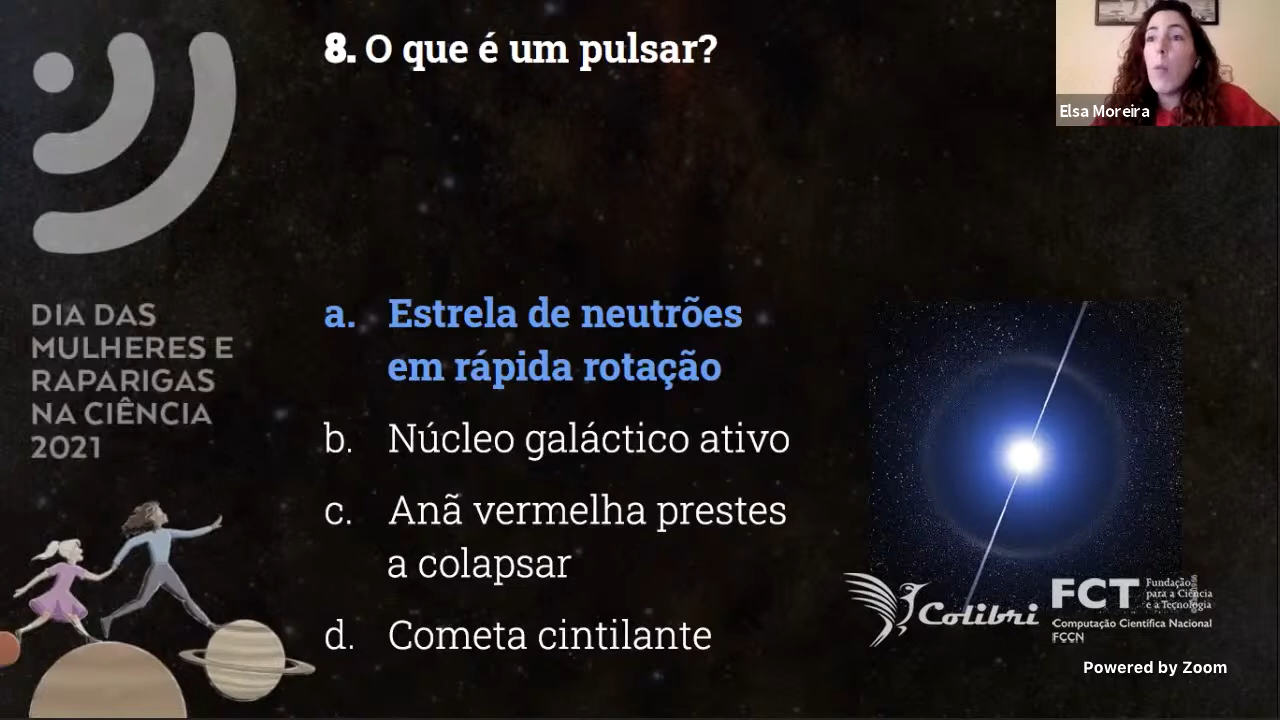 8. O que é um pulsar?
Elsa Moreira
a. Estrela de neutrões
em rápida rotação
b. Núcleo galáctico ativo
c. Anã vermelha prestes
a colapsar
d. Cometa cintilante
DIA DAS
MULHERES E
RAPARIGAS
NA CIÊNCIA
2021
Colibri
FCT Fundação
para a Ciência
e a Tecnologia
Computação Científica Nacional
FCCN
Powered by Zoom